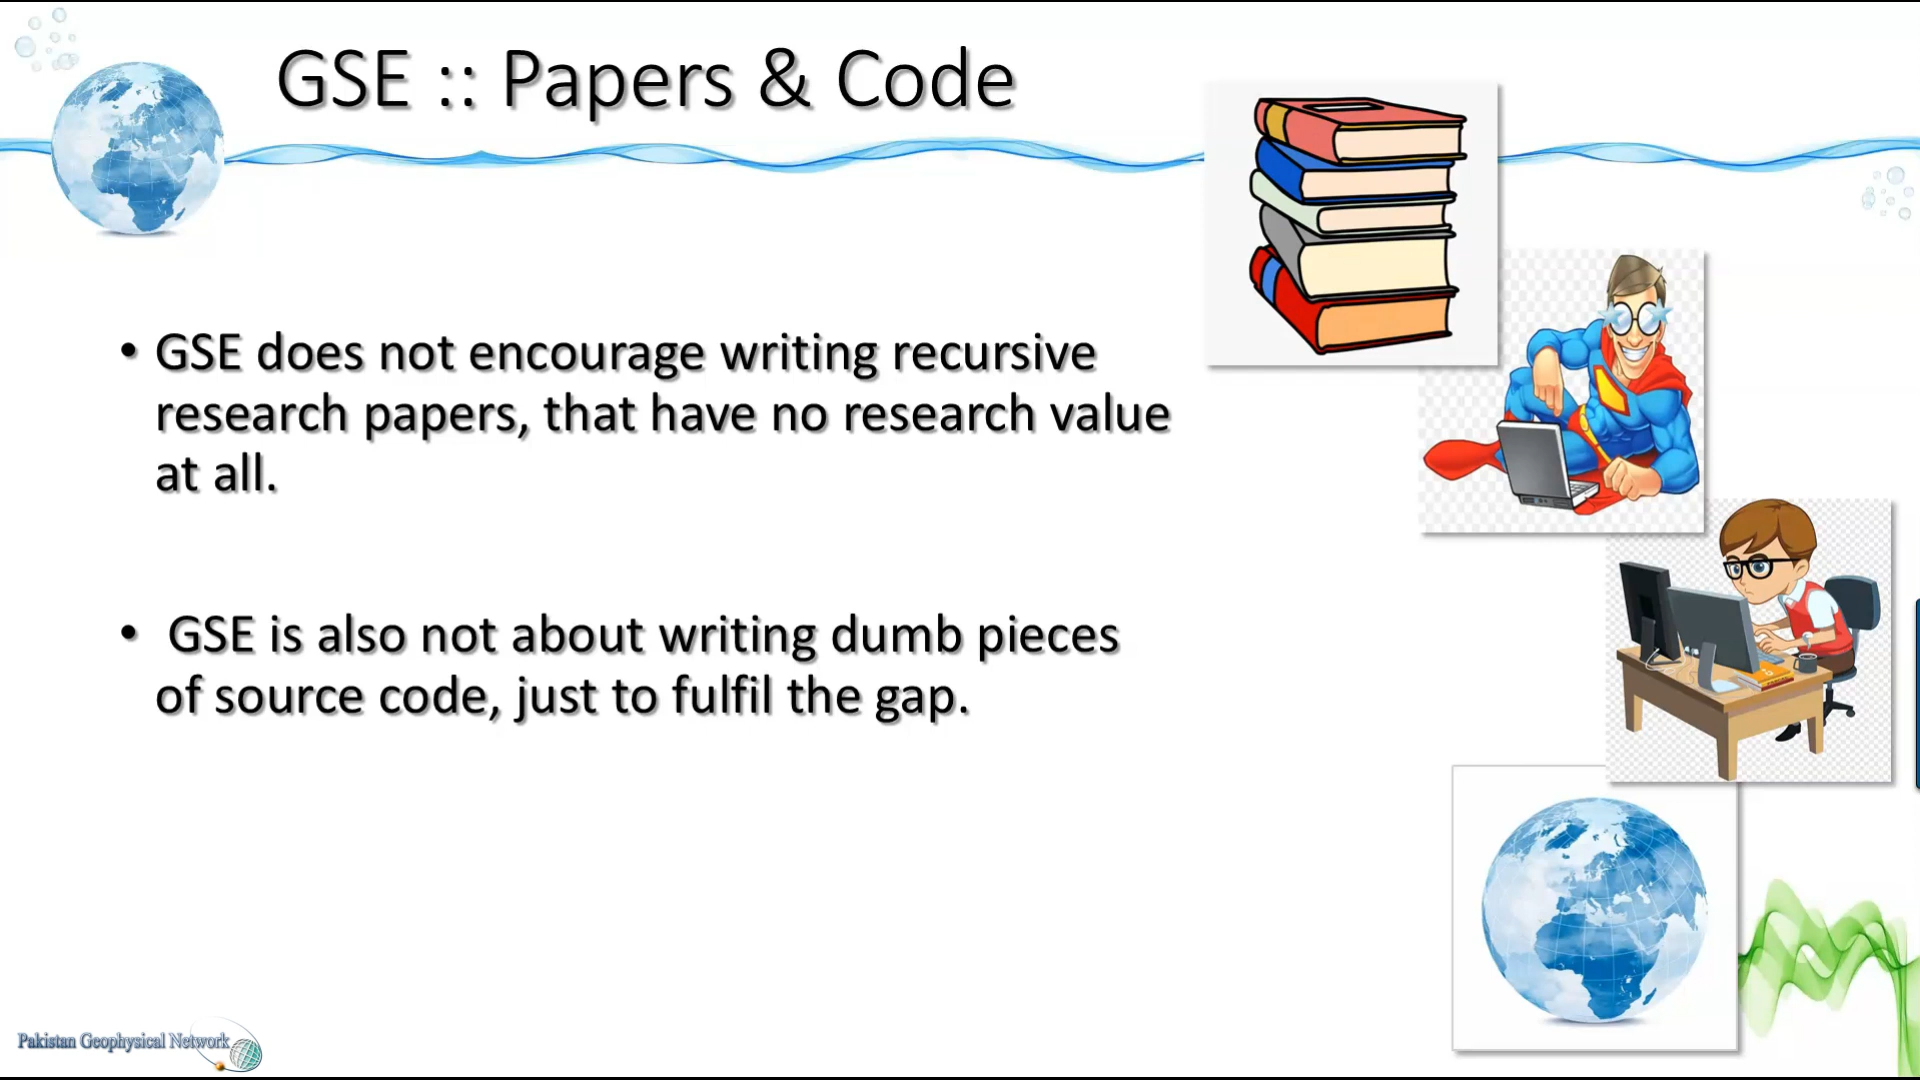 GSE :: Papers & Code
• GSE does not encourage writing recursive
research papers, that have no research value
at all.
• GSE is also not about writing dumb pieces
of source code, just to fulfil the gap.
Pakistan Geophysical Network